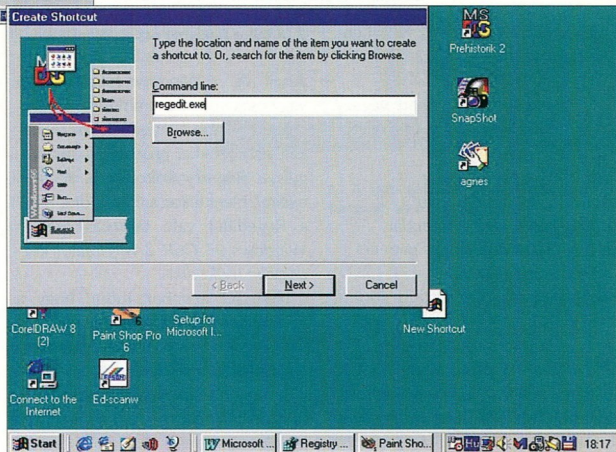 Create Shortcut
Type the location and name of the item you want to create
a shortcut to. Or, search for the item by clicking Browse.
Command line:
regedit.exe
Browse...
< Back
Next >
Cancel
MS
DOS
Prehistorik 2
SnapShot
agnes
CorelDRAW 8
(2)
Paint Shop Pro
6
Setup for
Microsoft I...
New Shortcut
Connect to the
Internet
Ed-scanw
Start
Microsoft ...
Registry ...
Paint Sho...
Hu
18:17